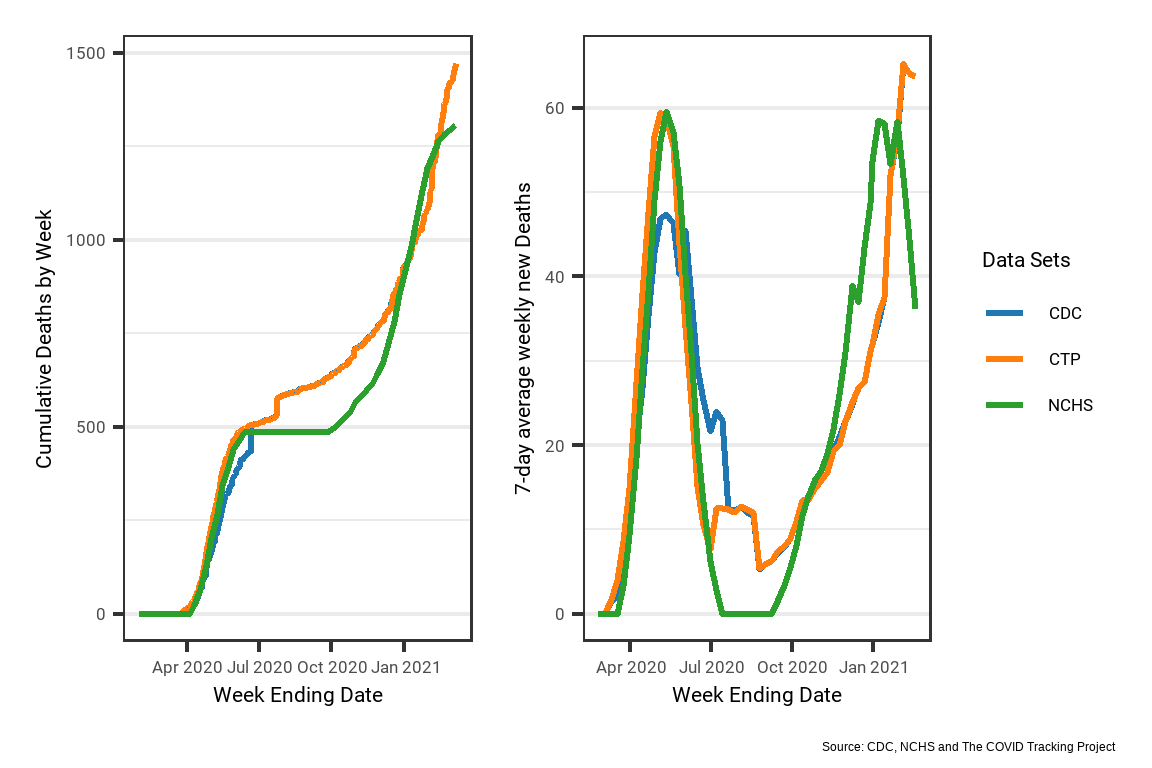 Cumulative Deaths by Week
1500
1000
500
0
Apr 2020 Jul 2020 Oct 2020 Jan 2021
Week Ending Date
7-day average weekly new Deaths
60
40
20
0
Apr 2020 Jul 2020 Oct 2020 Jan 2021
Week Ending Date
Data Sets
CDC
CTP
NCHS
Source: CDC, NCHS and The COVID Tracking Project